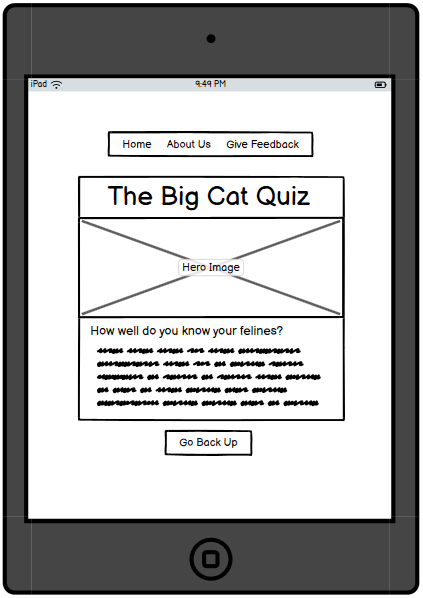 iPad 9:49 PM
Home About Us Give Feedback
The Big Cat Quiz
Hero Image
How well do you know your felines?
Go Back Up